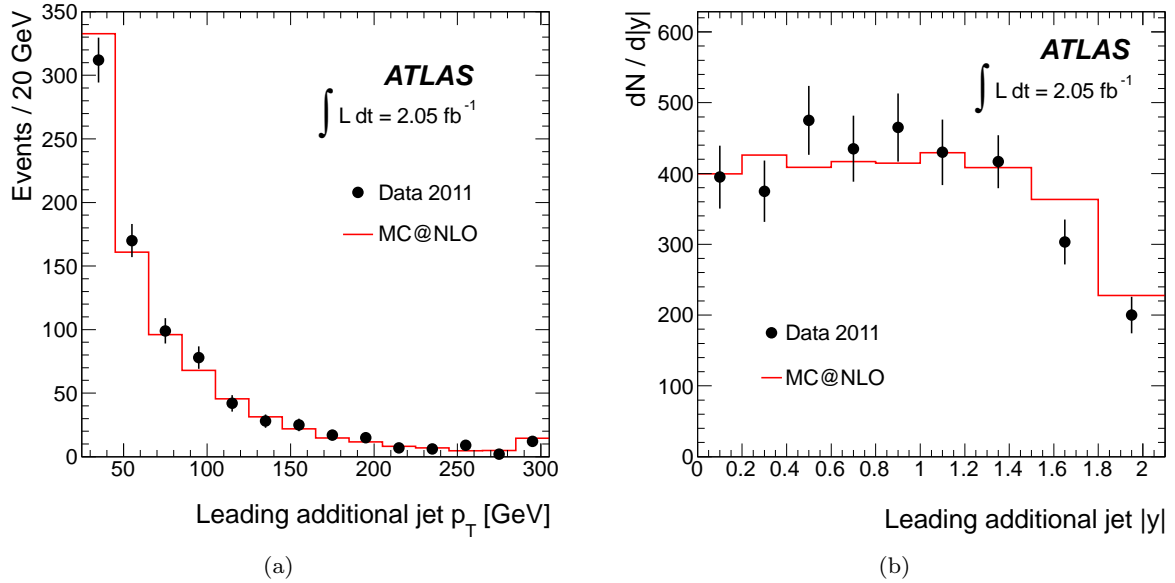 Events / 20 GeV
350
300
250
200
150
100
50
0
ATLAS
∫ L dt = 2.05 fb⁻¹
Data 2011
MC@NLO
50 100 150 200 250 300
Leading additional jet p_T [GeV]
(a)
dN / d|y|
600
500
400
300
200
100
0
ATLAS
∫ L dt = 2.05 fb⁻¹
Data 2011
MC@NLO
0 0.2 0.4 0.6 0.8 1 1.2 1.4 1.6 1.8 2
Leading additional jet |y|
(b)